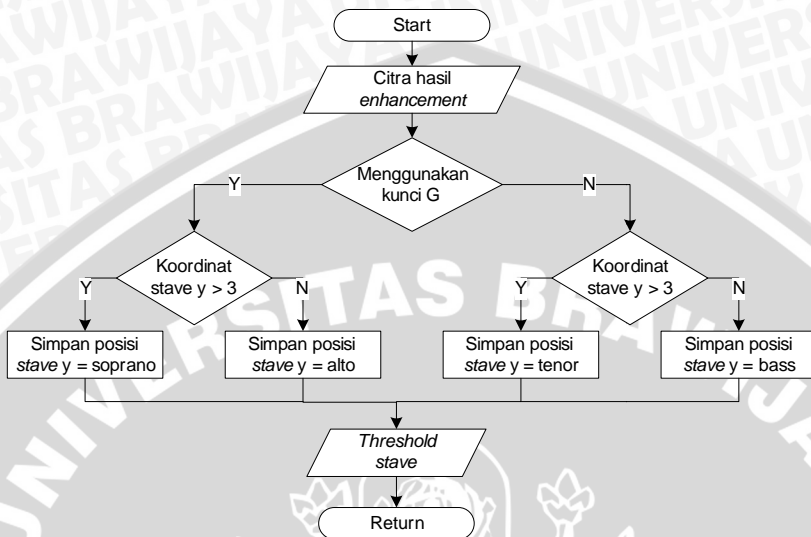 Start
Citra hasil
enhancement
Menggunakan
kunci G
Y
N
Koordinat
stave y > 3
Y
N
Koordinat
stave y > 3
Y
N
Simpan posisi
stave y = soprano
Simpan posisi
stave y = alto
Simpan posisi
stave y = tenor
Simpan posisi
stave y = bass
Threshold
stave
Return